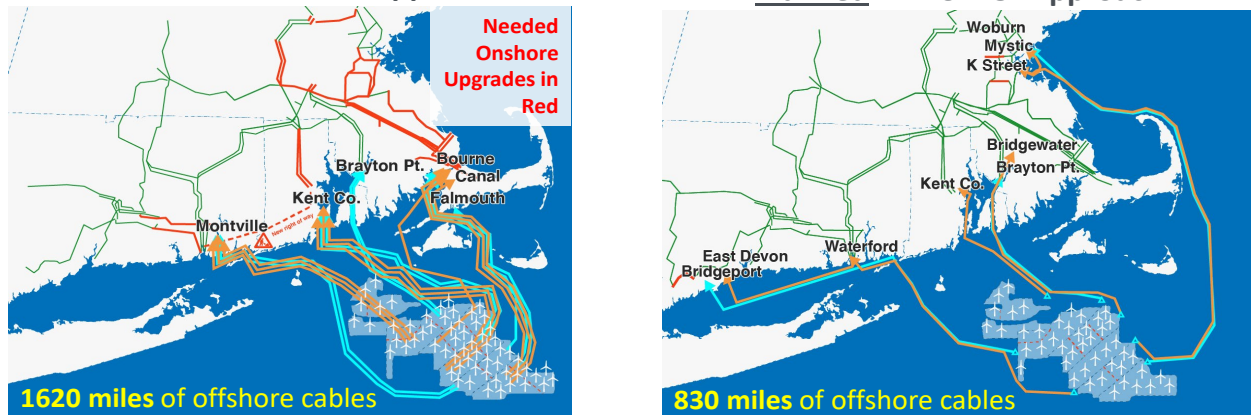 Needed
Onshore
Upgrades in
Red
Brayton Pt.
Bourne
Canal
Kent Co.
Falmouth
Montville
New right of way
1620 miles of offshore cables
Woburn
Mystic
K Street
Bridgewater
Brayton Pt.
Kent Co.
Waterford
East Devon
Bridgeport
830 miles of offshore cables